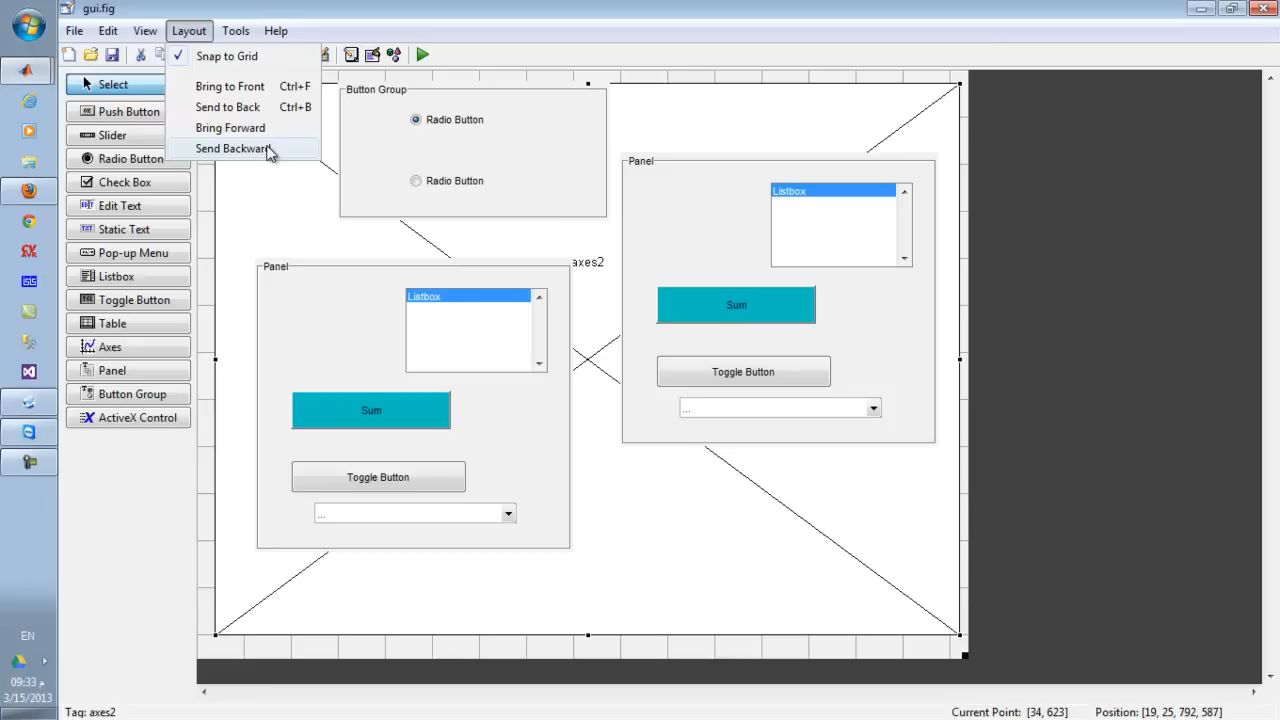 gui.fig
File Edit View Layout Tools Help
Snap to Grid
Bring to Front Ctrl+F
Send to Back Ctrl+B
Bring Forward
Send Backward
Select
Push Button
Slider
Radio Button
Check Box
Edit Text
Static Text
Pop-up Menu
Listbox
Toggle Button
Table
Axes
Panel
Button Group
ActiveX Control
Button Group
Radio Button
Radio Button
axes2
Panel
Listbox
Sum
Toggle Button
...
Panel
Listbox
Sum
Toggle Button
...
EN
09:33 م
3/15/2013
Tag: axes2
Current Point: [34, 623]
Position: [19, 25, 792, 587]